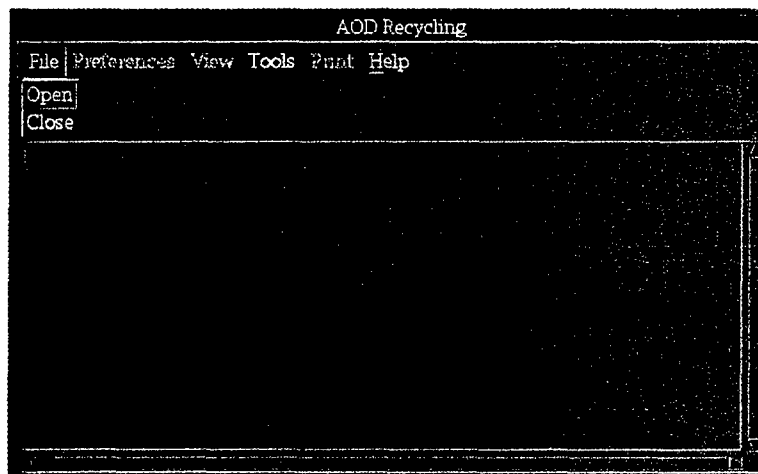 AOD Recycling
File Preferences View Tools Print Help
Open
Close